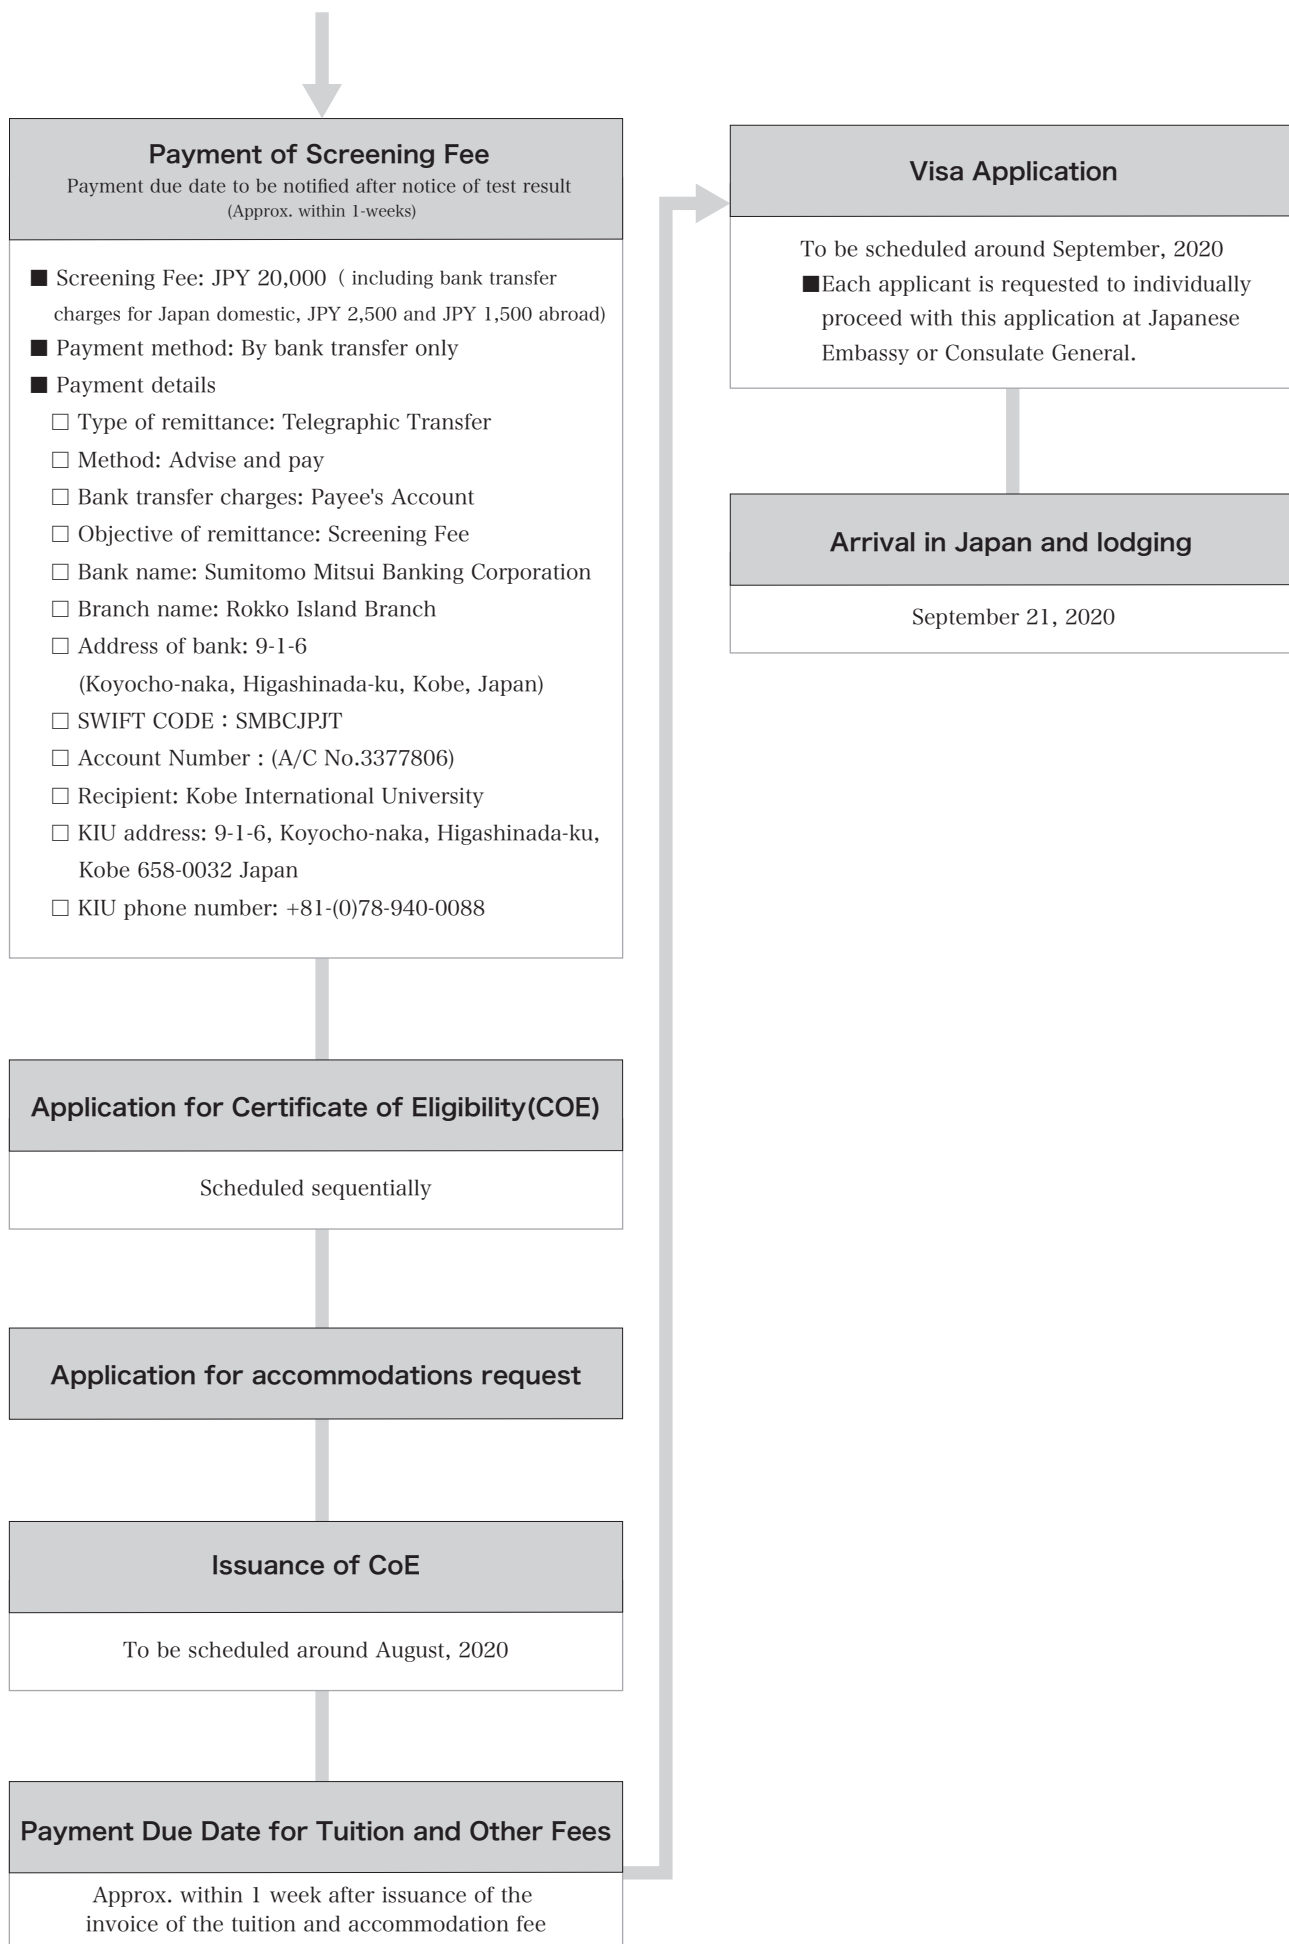 Payment of Screening Fee
Payment due date to be notified after notice of test result
(Approx. within 1-weeks)
■ Screening Fee: JPY 20,000 ( including bank transfer
charges for Japan domestic, JPY 2,500 and JPY 1,500 abroad)
■ Payment method: By bank transfer only
■ Payment details
□ Type of remittance: Telegraphic Transfer
□ Method: Advise and pay
□ Bank transfer charges: Payee's Account
□ Objective of remittance: Screening Fee
□ Bank name: Sumitomo Mitsui Banking Corporation
□ Branch name: Rokko Island Branch
□ Address of bank: 9-1-6
(Koyocho-naka, Higashinada-ku, Kobe, Japan)
□ SWIFT CODE : SMBCJPJT
□ Account Number : (A/C No.3377806)
□ Recipient: Kobe International University
□ KIU address: 9-1-6, Koyocho-naka, Higashinada-ku,
Kobe 658-0032 Japan
□ KIU phone number: +81-(0)78-940-0088
Application for Certificate of Eligibility(COE)
Scheduled sequentially
Application for accommodations request
Issuance of CoE
To be scheduled around August, 2020
Payment Due Date for Tuition and Other Fees
Approx. within 1 week after issuance of the
invoice of the tuition and accommodation fee
Visa Application
To be scheduled around September, 2020
■Each applicant is requested to individually
proceed with this application at Japanese
Embassy or Consulate General.
Arrival in Japan and lodging
September 21, 2020